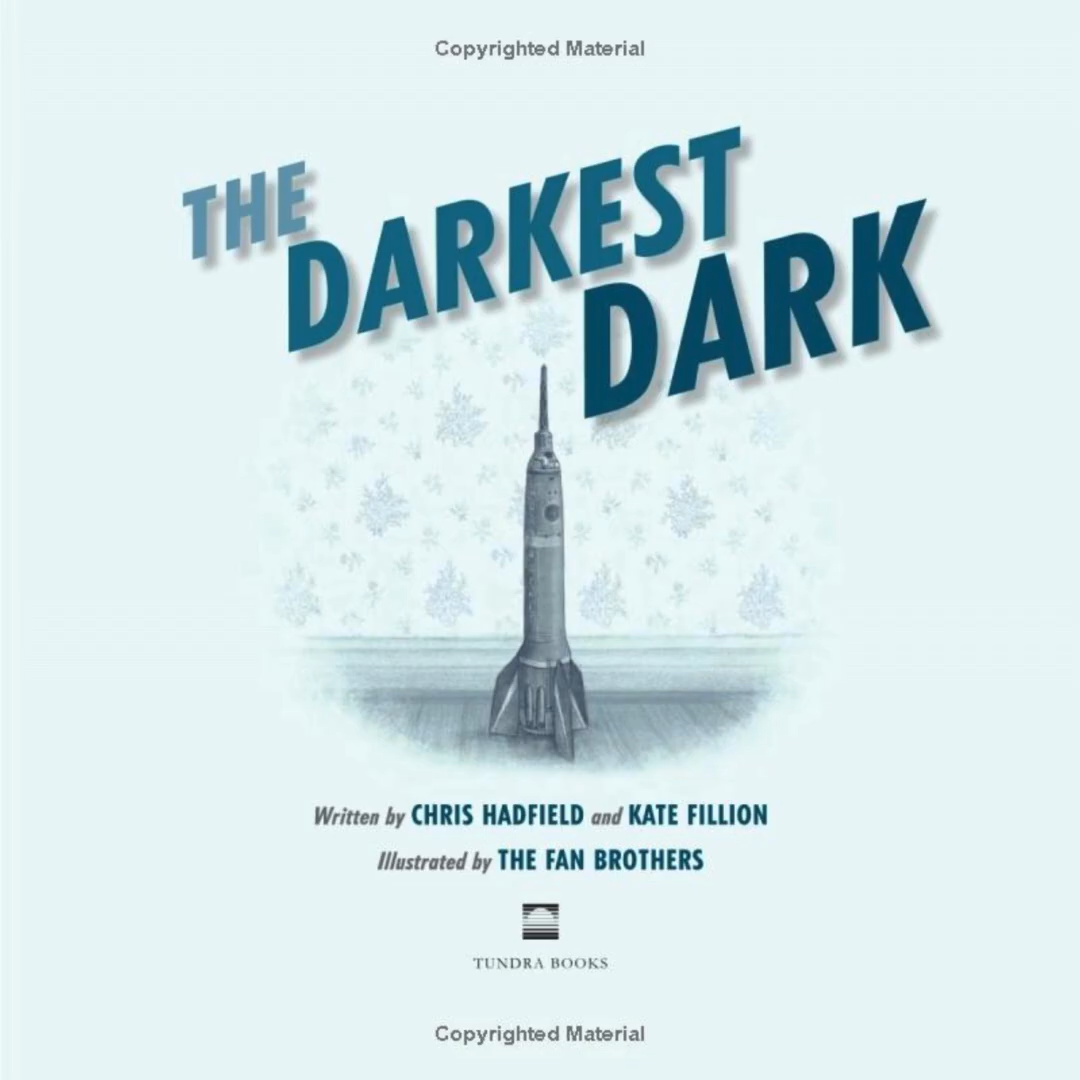 Copyrighted Material
THE
DARKEST
DARK
Written by CHRIS HADFIELD and KATE FILLION
Illustrated by THE FAN BROTHERS
TUNDRA BOOKS
Copyrighted Material